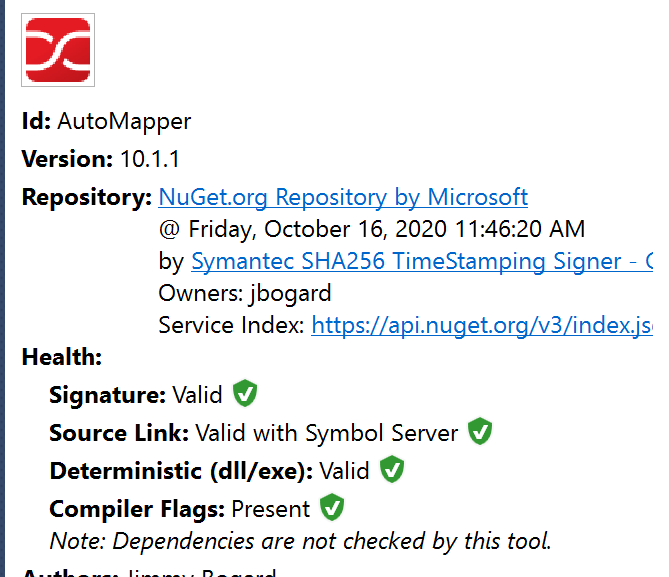 Id: AutoMapper
Version: 10.1.1
Repository: NuGet.org Repository by Microsoft
@ Friday, October 16, 2020 11:46:20 AM
by Symantec SHA256 TimeStamping Signer -
Owners: jbogard
Service Index: https://api.nuget.org/v3/index.js
Health:
Signature: Valid
Source Link: Valid with Symbol Server
Deterministic (dll/exe): Valid
Compiler Flags: Present
Note: Dependencies are not checked by this tool.
Authors: Jimmy Bogard